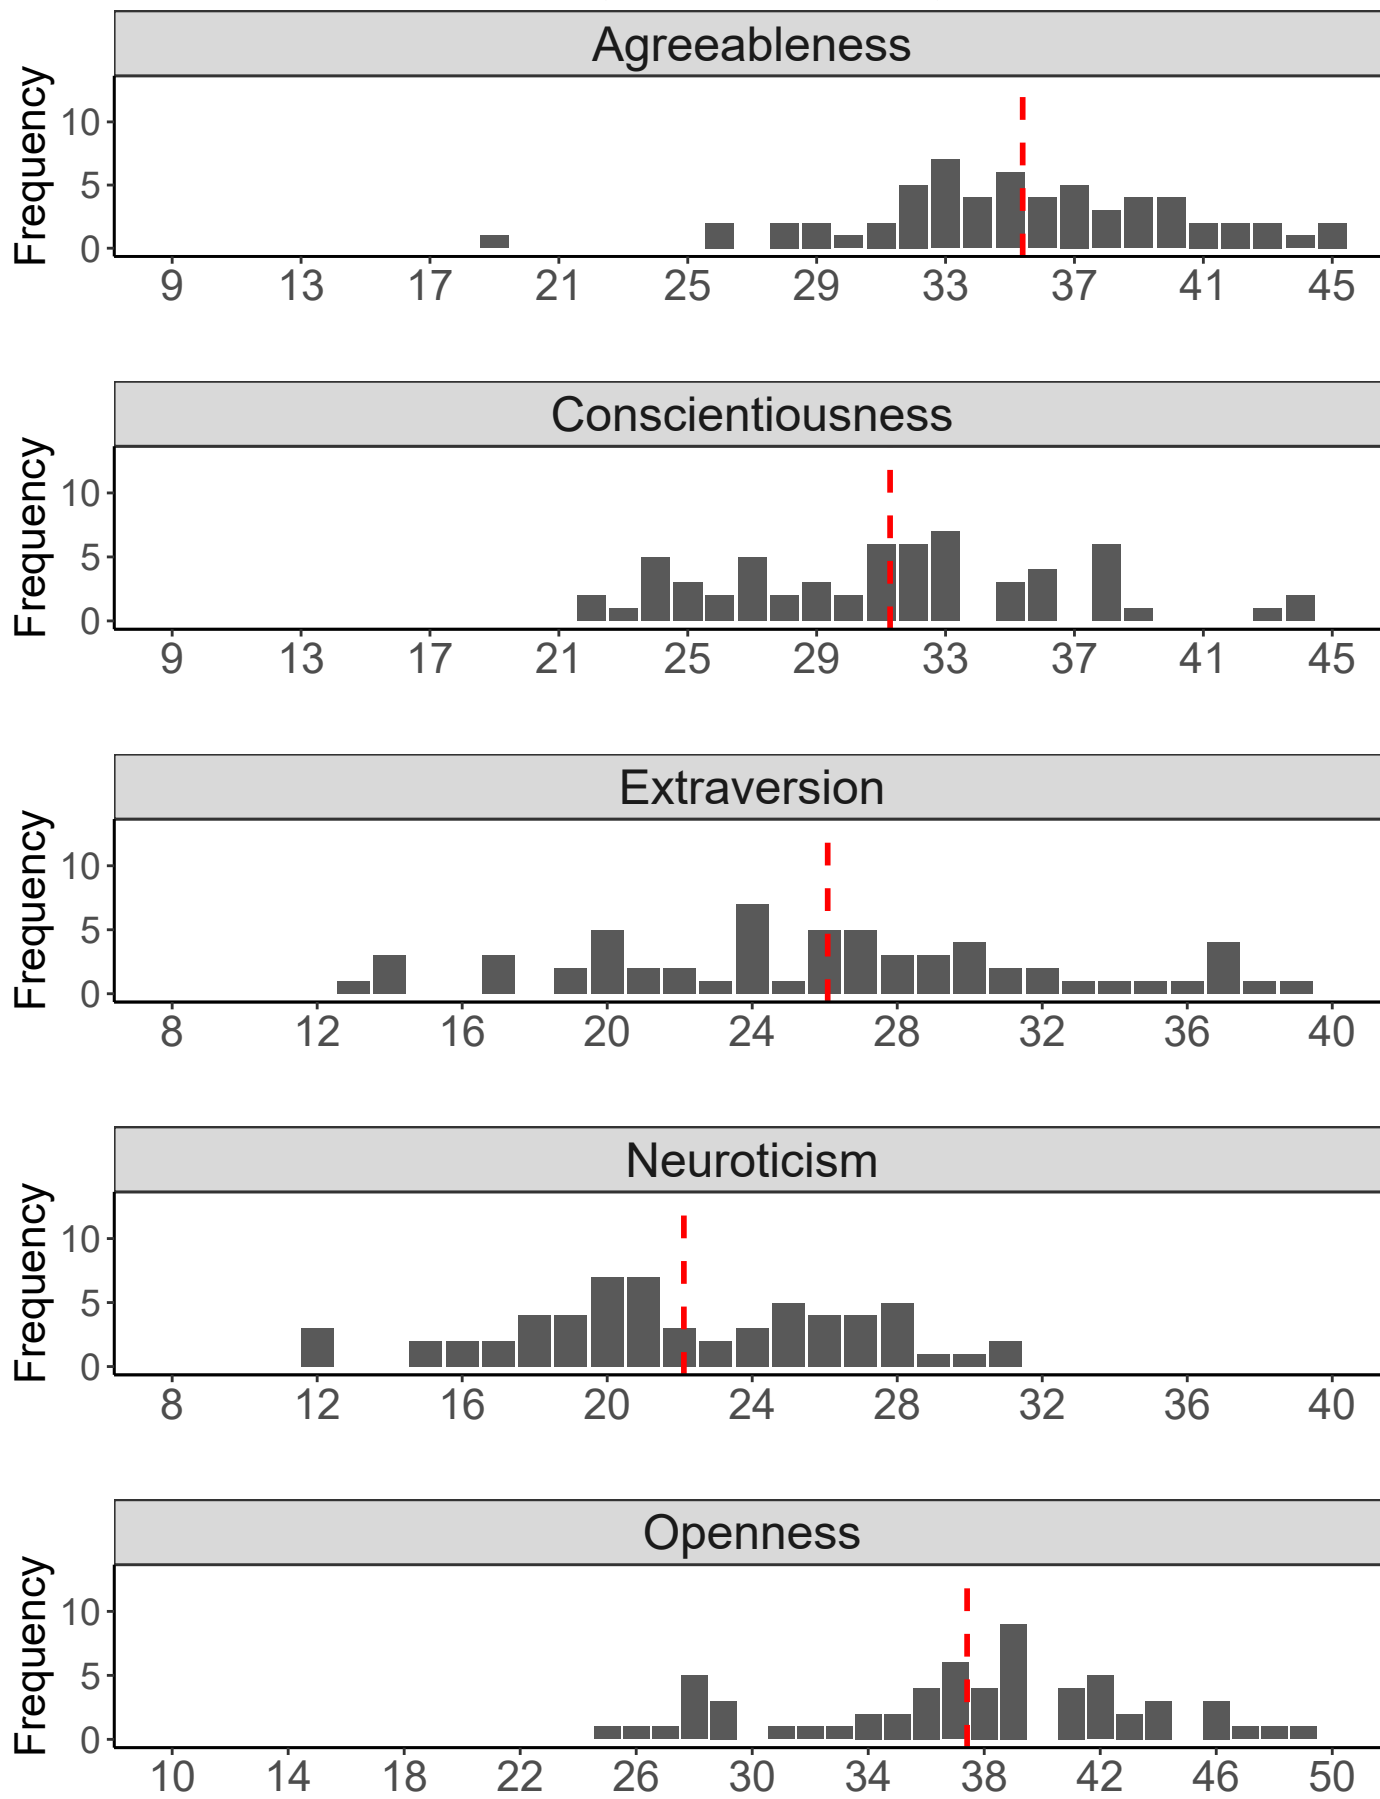 Agreeableness
Frequency
10
5
0
9 13 17 21 25 29 33 37 41 45
Conscientiousness
Frequency
10
5
0
9 13 17 21 25 29 33 37 41 45
Extraversion
Frequency
10
5
0
8 12 16 20 24 28 32 36 40
Neuroticism
Frequency
10
5
0
8 12 16 20 24 28 32 36 40
Openness
Frequency
10
5
0
10 14 18 22 26 30 34 38 42 46 50